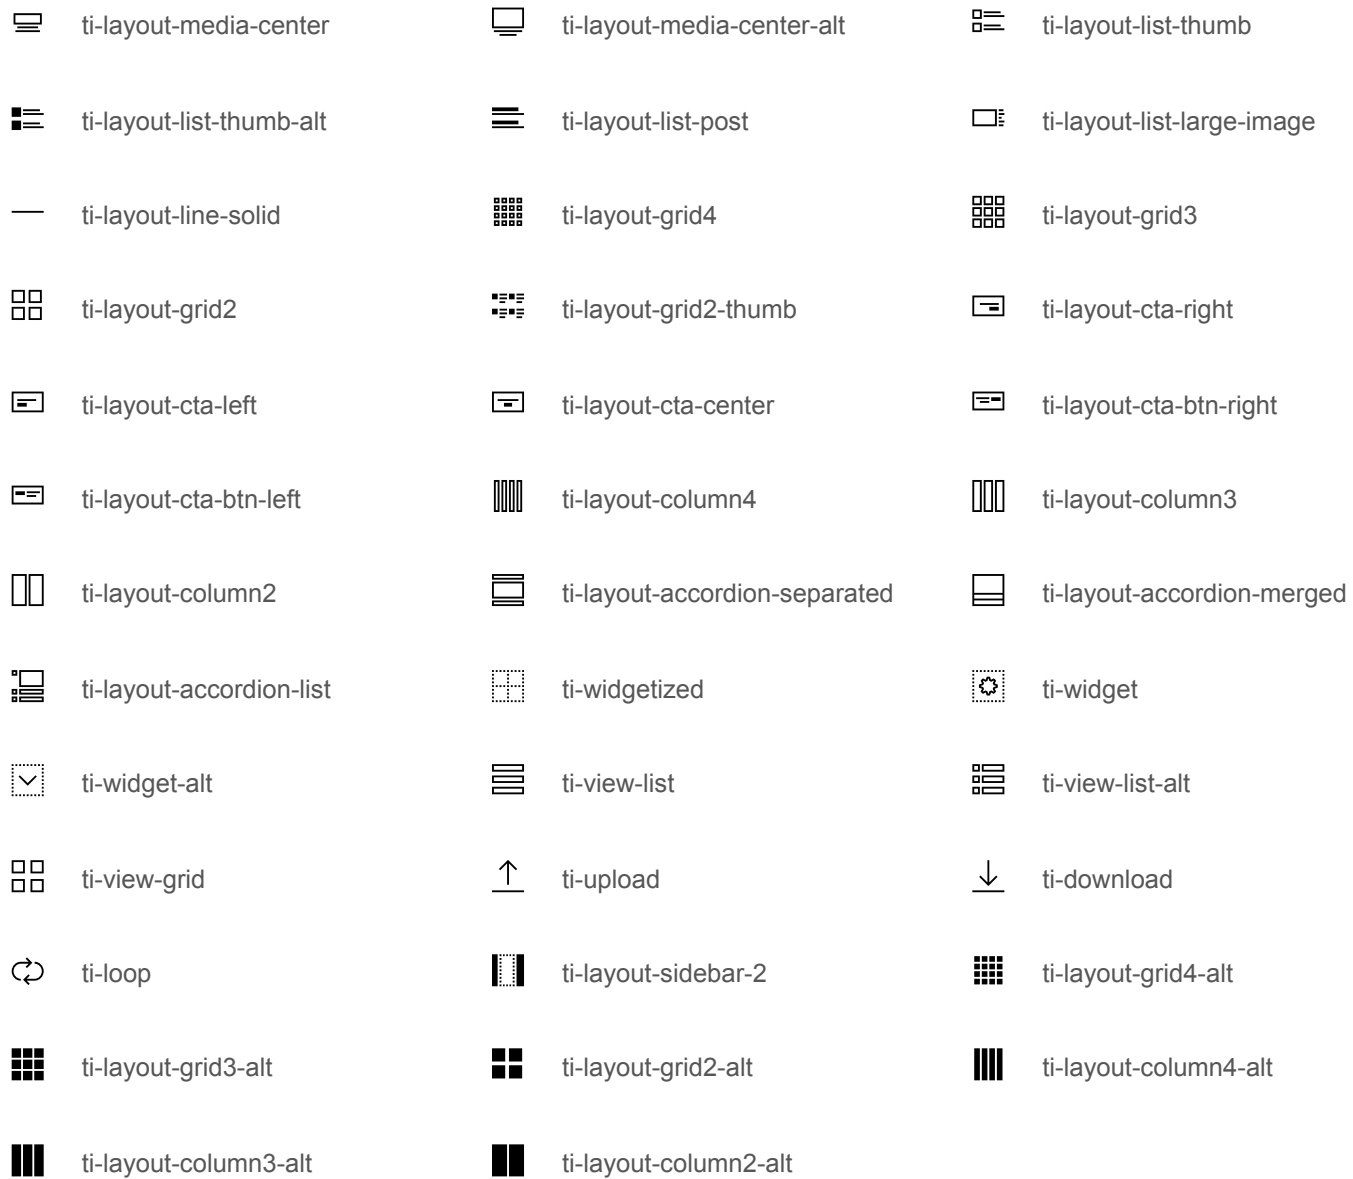 ti-layout-media-center ti-layout-media-center-alt ti-layout-list-thumb
ti-layout-list-thumb-alt ti-layout-list-post ti-layout-list-large-image
ti-layout-line-solid ti-layout-grid4 ti-layout-grid3
ti-layout-grid2 ti-layout-grid2-thumb ti-layout-cta-right
ti-layout-cta-left ti-layout-cta-center ti-layout-cta-btn-right
ti-layout-cta-btn-left ti-layout-column4 ti-layout-column3
ti-layout-column2 ti-layout-accordion-separated ti-layout-accordion-merged
ti-layout-accordion-list ti-widgetized ti-widget
ti-widget-alt ti-view-list ti-view-list-alt
ti-view-grid ti-upload ti-download
ti-loop ti-layout-sidebar-2 ti-layout-grid4-alt
ti-layout-grid3-alt ti-layout-grid2-alt ti-layout-column4-alt
ti-layout-column3-alt ti-layout-column2-alt